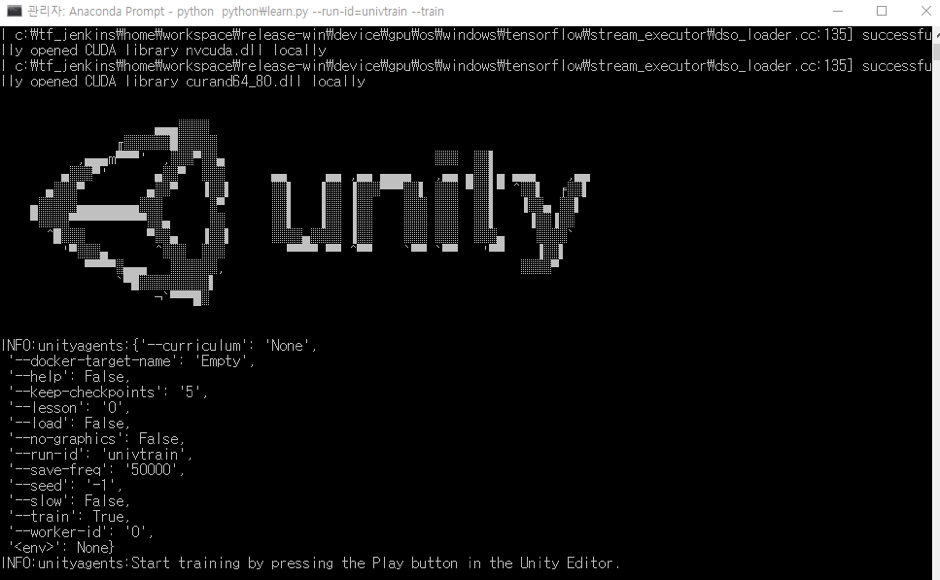 관리자: Anaconda Prompt - python  python\learn.py --run-id=univtrain --train
I c:₩tf_jenkins₩home₩workspace₩release-win₩device₩gpu₩os₩windows₩tensorflow₩stream_executor₩dso_loader.cc:135] successfu
lly opened CUDA library nvcuda.dll locally
I c:₩tf_jenkins₩home₩workspace₩release-win₩device₩gpu₩os₩windows₩tensorflow₩stream_executor₩dso_loader.cc:135] successfu
lly opened CUDA library curand64_80.dll locally
unity
INFO:unityagents:{'--curriculum': 'None',
'--docker-target-name': 'Empty',
'--help': False,
'--keep-checkpoints': '5',
'--lesson': '0',
'--load': False,
'--no-graphics': False,
'--run-id': 'univtrain',
'--save-freq': '50000',
'--seed': '-1',
'--slow': False,
'--train': True,
'--worker-id': '0',
'<env>': None}
INFO:unityagents:Start training by pressing the Play button in the Unity Editor.